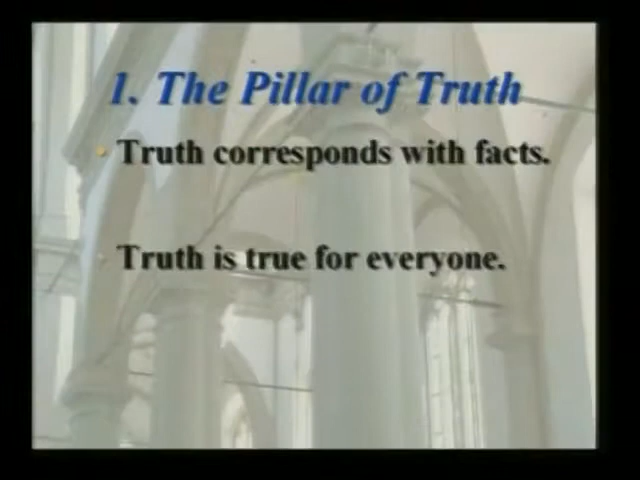 1. The Pillar of Truth
Truth corresponds with facts.
Truth is true for everyone.